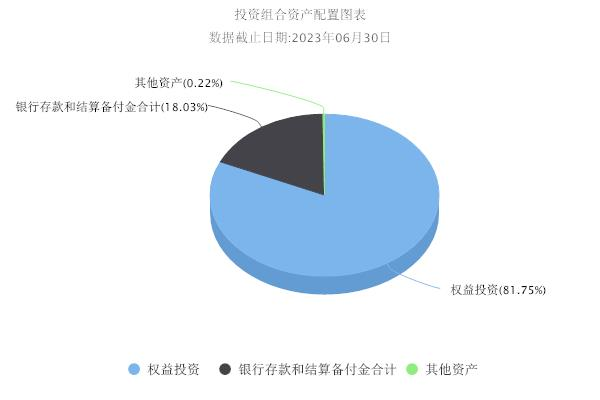 投资组合资产配置图表
数据截止日期:2023年06月30日
其他资产(0.22%)
银行存款和结算备付金合计(18.03%)
权益投资(81.75%)
权益投资 银行存款和结算备付金合计 其他资产